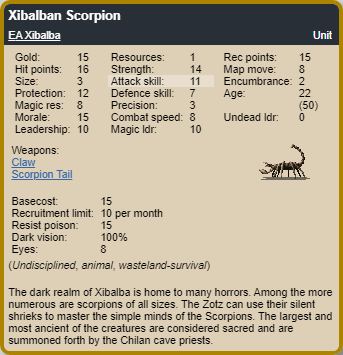 Xibalban Scorpion
EA Xibalba Unit
Gold: 15 Resources: 1 Rec points: 15
Hit points: 16 Strength: 14 Map move: 8
Size: 3 Attack skill: 11 Encumbrance: 2
Protection: 12 Defence skill: 7 Age: 22
Magic res: 8 Precision: 3 (50)
Morale: 15 Combat speed: 8 Undead ldr: 0
Leadership: 10 Magic ldr: 10
Weapons:
Claw
Scorpion Tail
Basecost: 15
Recruitment limit: 10 per month
Resist poison: 15
Dark vision: 100%
Eyes: 8
(Undisciplined, animal, wasteland-survival)
The dark realm of Xibalba is home to many horrors. Among the more
numerous are scorpions of all sizes. The Zotz can use their silent
shrieks to master the simple minds of the Scorpions. The largest and
most ancient of the creatures are considered sacred and are
summoned forth by the Chilan cave priests.